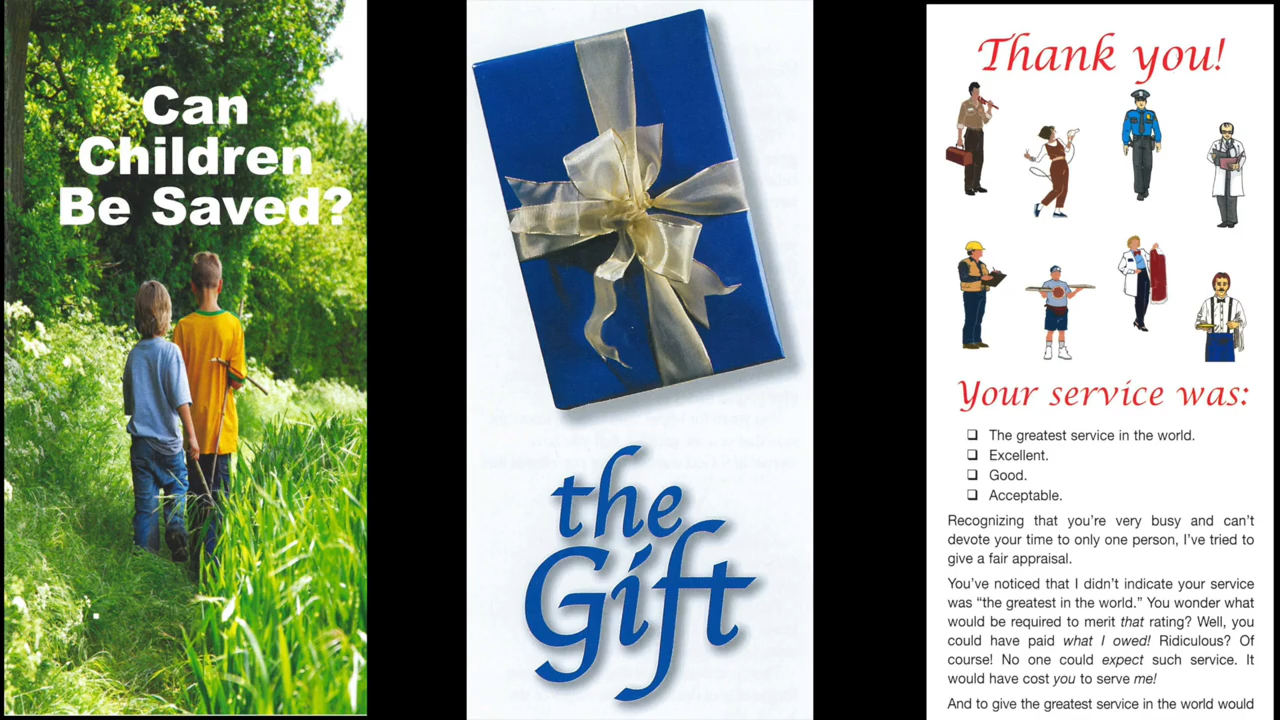 Can
Children
Be Saved?
the
Gift
Thank you!
Your service was:
❑ The greatest service in the world.
❑ Excellent.
❑ Good.
❑ Acceptable.
Recognizing that you're very busy and can't
devote your time to only one person, I've tried to
give a fair appraisal.
You've noticed that I didn't indicate your service
was “the greatest in the world.” You wonder what
would be required to merit that rating? Well, you
could have paid what I owed! Ridiculous? Of
course! No one could expect such service. It
would have cost you to serve me!
And to give the greatest service in the world would